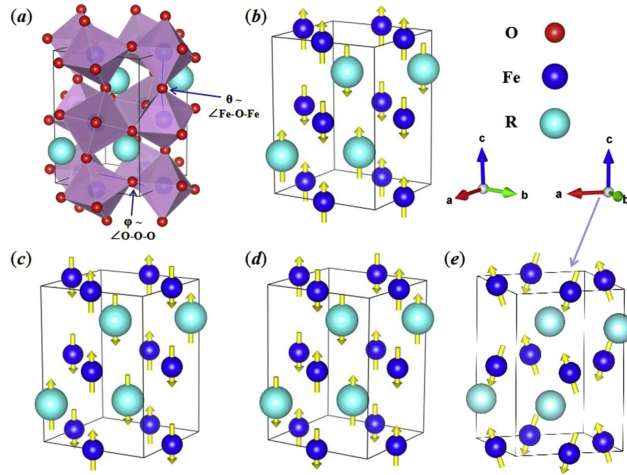 (a)
θ ~
∠Fe-O-Fe
φ ~
∠O-O-O
(b)
O
Fe
R
c
a
b
c
a
b
(c)
(d)
(e)